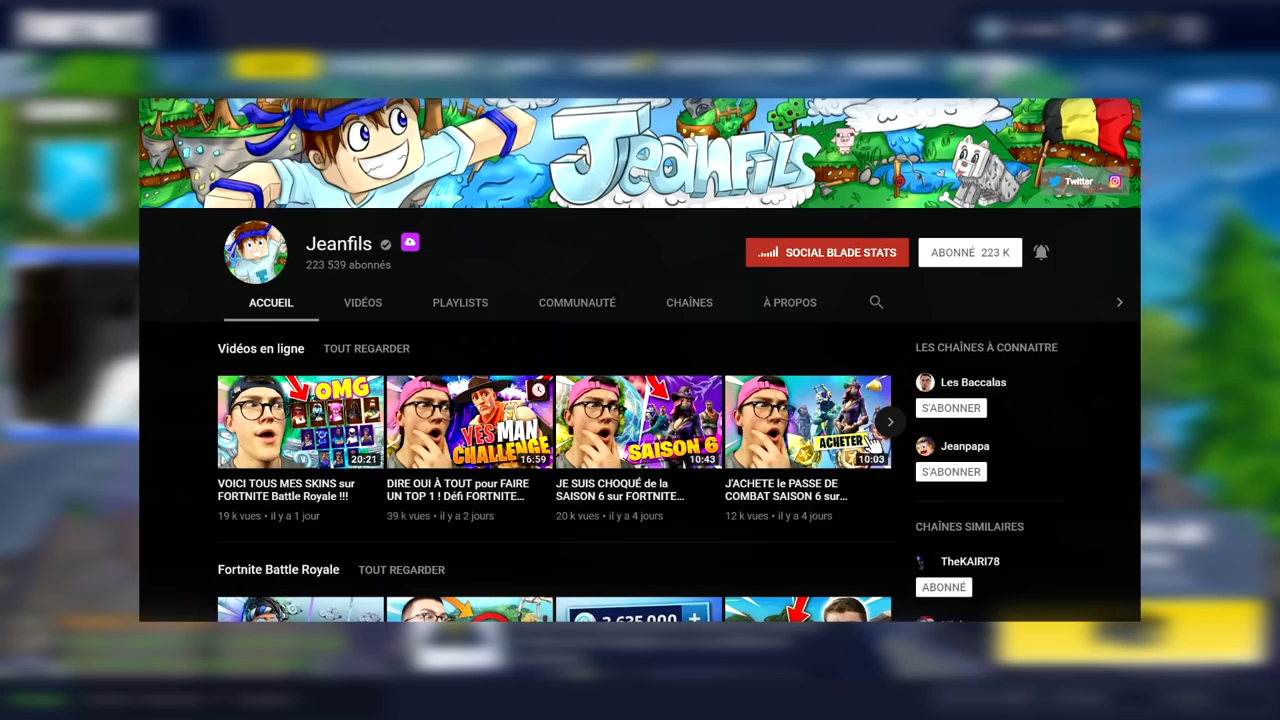 JeanFils
Twitter
Jeanfils
223 539 abonnés
SOCIAL BLADE STATS
ABONNÉ 223 K
ACCUEIL
VIDÉOS
PLAYLISTS
COMMUNAUTÉ
CHAÎNES
À PROPOS
Vidéos en ligne
TOUT REGARDER
LES CHAÎNES À CONNAITRE
Les Baccalas
S'ABONNER
Jeanpapa
S'ABONNER
OMG
20:21
YES MAN
CHALLENGE
16:59
SAISON 6
10:43
ACHETER
10:03
VOICI TOUS MES SKINS sur
FORTNITE Battle Royale !!!
19 k vues • il y a 1 jour
DIRE OUI À TOUT pour FAIRE
UN TOP 1 ! Défi FORTNITE...
39 k vues • il y a 2 jours
JE SUIS CHOQUÉ de la
SAISON 6 sur FORTNITE...
20 k vues • il y a 4 jours
J'ACHETE le PASSE DE
COMBAT SAISON 6 sur...
12 k vues • il y a 4 jours
CHAÎNES SIMILAIRES
TheKAIRI78
ABONNÉ
Fortnite Battle Royale
TOUT REGARDER